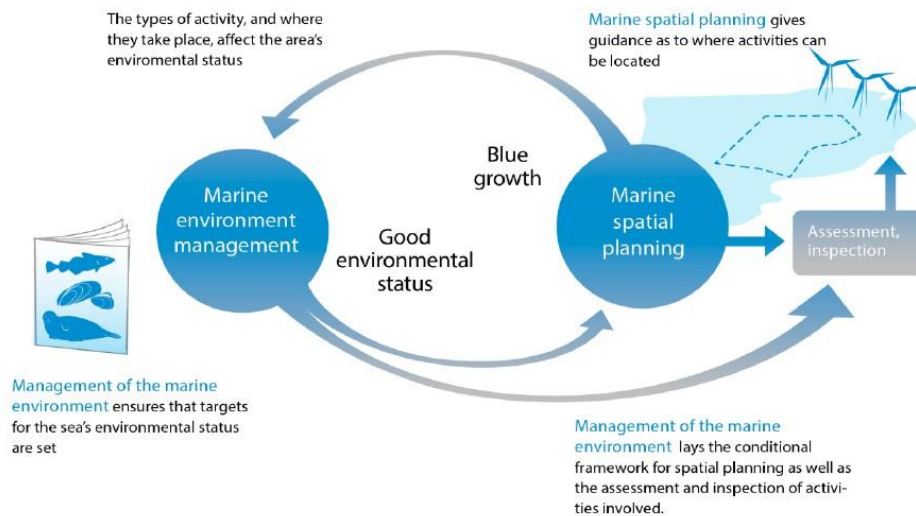 The types of activity, and where
they take place, affect the area's
enviromental status
Marine spatial planning gives
guidance as to where activities can
be located
Blue
growth
Marine
environment
management
Marine
spatial
planning
Good
environmental
status
Assessment,
inspection
Management of the marine
environment ensures that targets
for the sea's environmental status
are set
Management of the marine
environment lays the conditional
framework for spatial planning as well as
the assessment and inspection of activi-
ties involved.